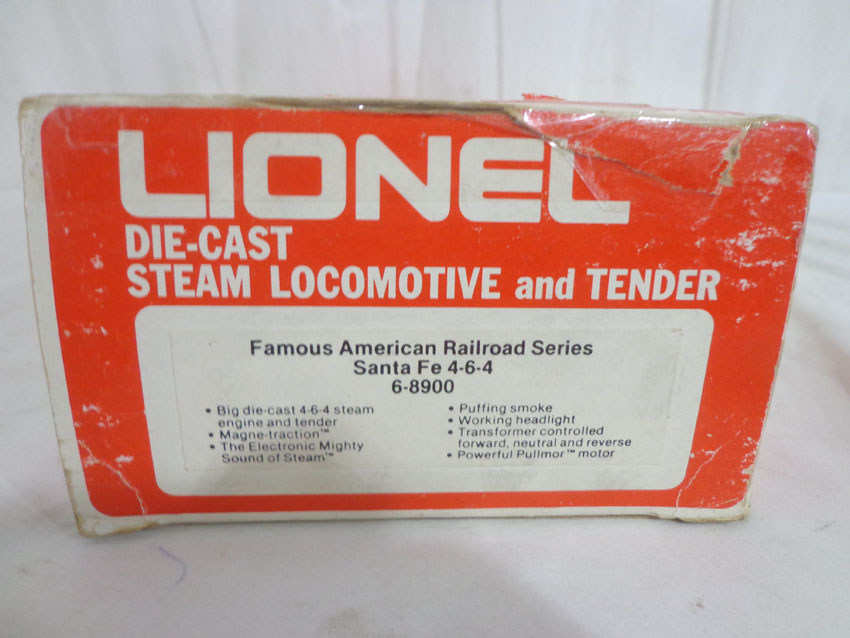 LIONEL
DIE-CAST
STEAM LOCOMOTIVE and TENDER
Famous American Railroad Series
Santa Fe 4-6-4
6-8900
• Big die-cast 4-6-4 steam
engine and tender
• Magne-traction™
• The Electronic Mighty
Sound of Steam™
• Puffing smoke
• Working headlight
• Transformer controlled
forward, neutral and reverse
• Powerful Pullmor™ motor